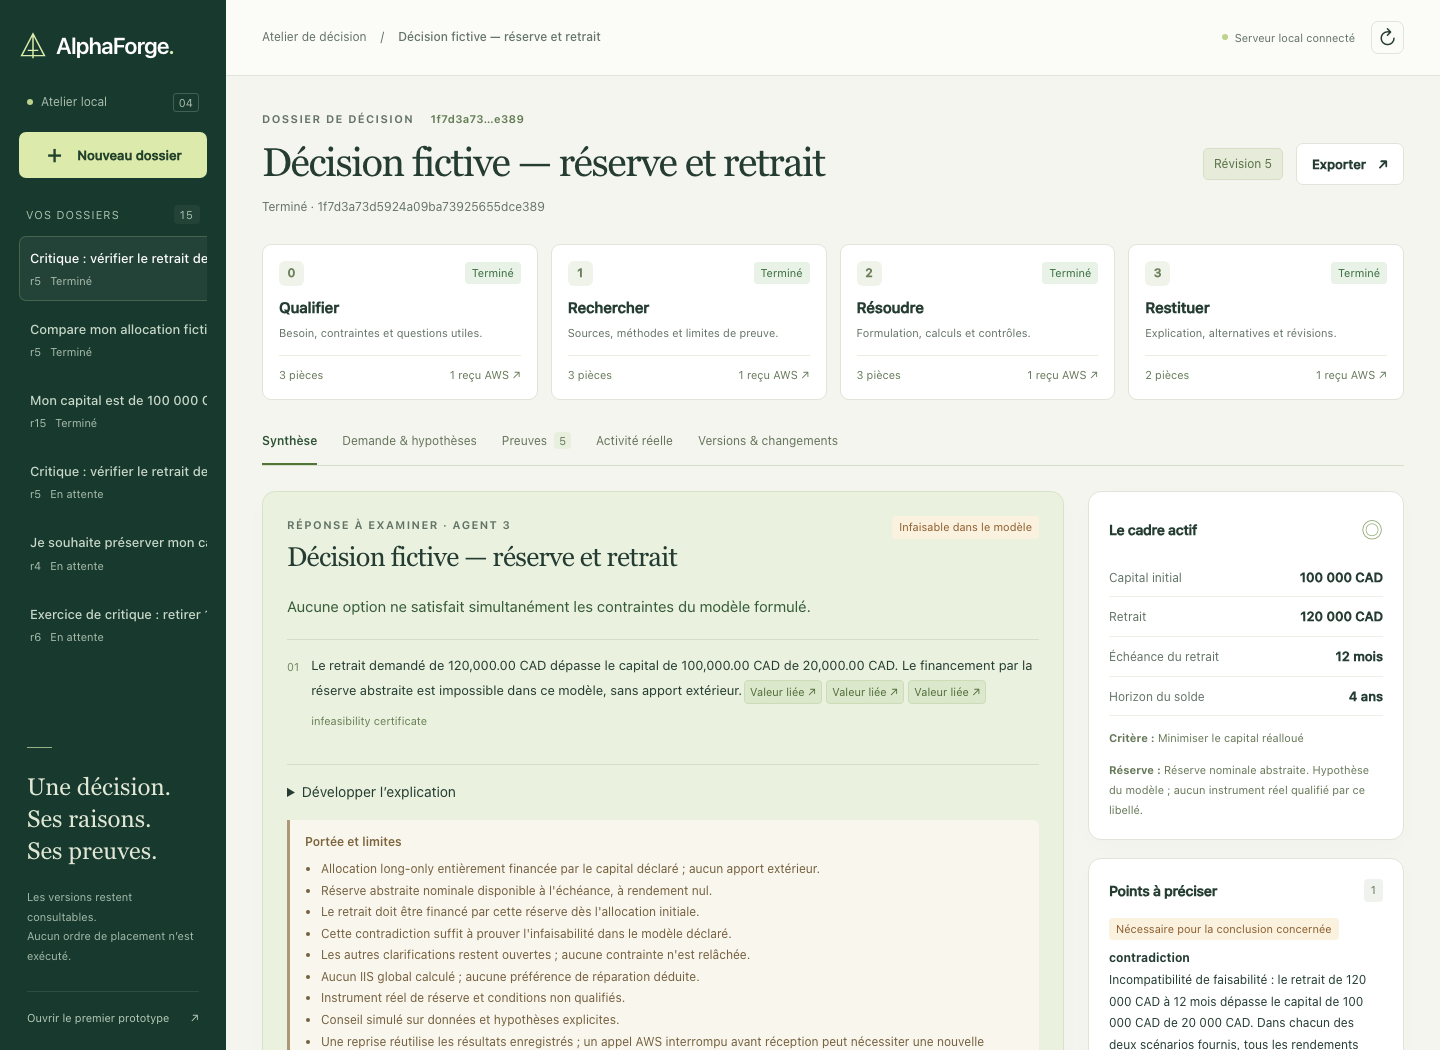 AlphaForge.
Atelier local 04
Nouveau dossier
VOS DOSSIERS 15
Critique : vérifier le retrait de
r5 Terminé
Compare mon allocation ficti
r5 Terminé
Mon capital est de 100 000 C
r15 Terminé
Critique : vérifier le retrait de
r5 En attente
Je souhaite préserver mon ca
r4 En attente
Exercice de critique : retirer
r6 En attente
Une décision.
Ses raisons.
Ses preuves.
Les versions restent
consultables.
Aucun ordre de placement n'est
exécuté.
Ouvrir le premier prototype ↗
Atelier de décision / Décision fictive — réserve et retrait
Serveur local connecté
DOSSIER DE DÉCISION 1f7d3a73…e389
Décision fictive — réserve et retrait
Révision 5
Exporter ↗
Terminé · 1f7d3a73d5924a09ba73925655dce389
0 Terminé
Qualifier
Besoin, contraintes et questions utiles.
3 pièces 1 reçu AWS ↗
1 Terminé
Rechercher
Sources, méthodes et limites de preuve.
3 pièces 1 reçu AWS ↗
2 Terminé
Résoudre
Formulation, calculs et contrôles.
3 pièces 1 reçu AWS ↗
3 Terminé
Restituer
Explication, alternatives et révisions.
2 pièces 1 reçu AWS ↗
Synthèse Demande & hypothèses Preuves 5 Activité réelle Versions & changements
RÉPONSE À EXAMINER · AGENT 3
Infaisable dans le modèle
Décision fictive — réserve et retrait
Aucune option ne satisfait simultanément les contraintes du modèle formulé.
01 Le retrait demandé de 120,000.00 CAD dépasse le capital de 100,000.00 CAD de 20,000.00 CAD. Le financement par la
réserve abstraite est impossible dans ce modèle, sans apport extérieur. Valeur liée ↗ Valeur liée ↗ Valeur liée ↗
infeasibility certificate
▶ Développer l'explication
Portée et limites
• Allocation long-only entièrement financée par le capital déclaré ; aucun apport extérieur.
• Réserve abstraite nominale disponible à l'échéance, à rendement nul.
• Le retrait doit être financé par cette réserve dès l'allocation initiale.
• Cette contradiction suffit à prouver l'infaisabilité dans le modèle déclaré.
• Les autres clarifications restent ouvertes ; aucune contrainte n'est relâchée.
• Aucun IIS global calculé ; aucune préférence de réparation déduite.
• Instrument réel de réserve et conditions non qualifiés.
• Conseil simulé sur données et hypothèses explicites.
• Une reprise réutilise les résultats enregistrés ; un appel AWS interrompu avant réception peut nécessiter une nouvelle
Le cadre actif
Capital initial 100 000 CAD
Retrait 120 000 CAD
Échéance du retrait 12 mois
Horizon du solde 4 ans
Critère : Minimiser le capital réalloué
Réserve : Réserve nominale abstraite. Hypothèse
du modèle ; aucun instrument réel qualifié par ce
libellé.
Points à préciser 1
Nécessaire pour la conclusion concernée
contradiction
Incompatibilité de faisabilité : le retrait de 120
000 CAD à 12 mois dépasse le capital de 100
000 CAD de 20 000 CAD. Dans chacun des
deux scénarios fournis, tous les rendements